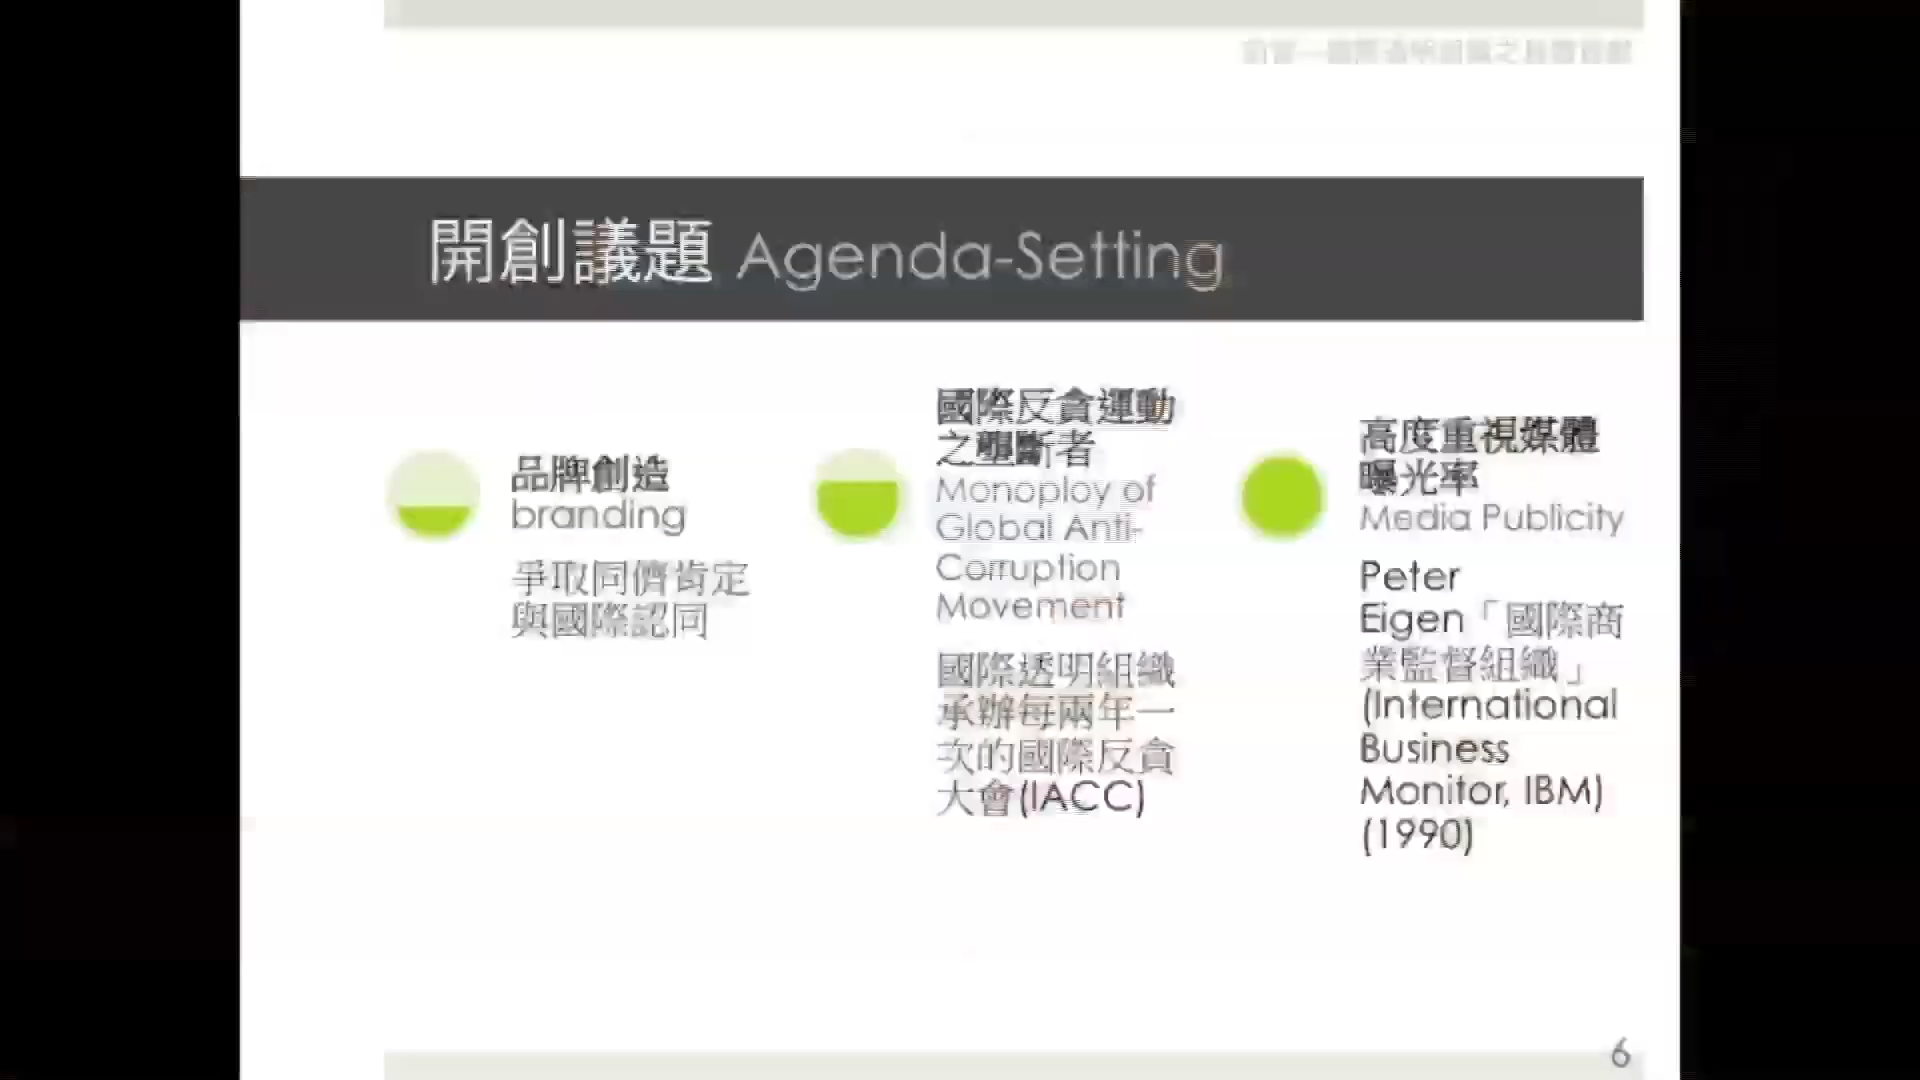 開創議題 Agenda-Setting
品牌創造
branding
爭取同儕肯定
與國際認同
國際反貪運動
之壟斷者
Monoploy of
Global Anti-
Corruption
Movement
國際透明組織
承辦每兩年一
次的國際反貪
大會(IACC)
高度重視媒體
曝光率
Media Publicity
Peter
Eigen「國際商
業監督組織」
(International
Business
Monitor, IBM)
(1990)
6